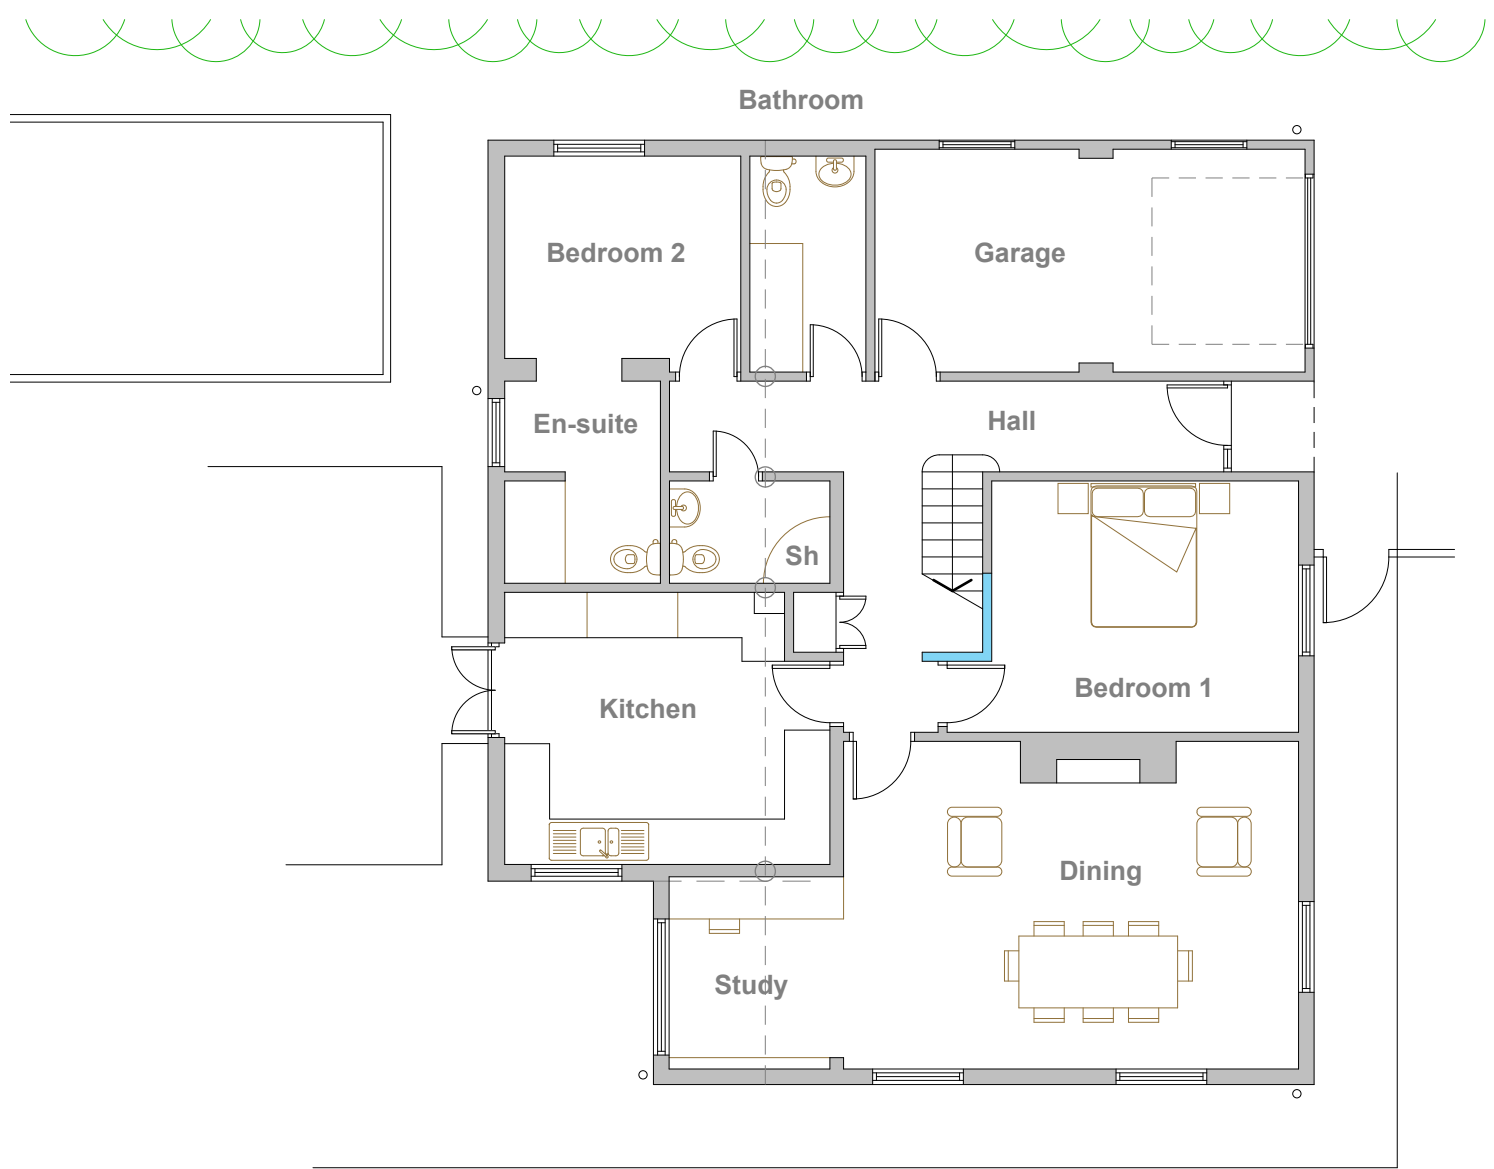 Bathroom
Bedroom 2
Garage
Hall
En-suite
Sh
Bedroom 1
Kitchen
Dining
Study